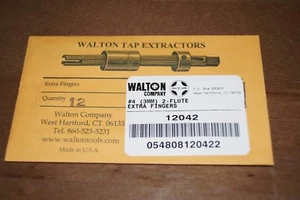 WALTON TAP EXTRACTORS
Extra Fingers
Quantity 12
Walton Company
West Hartford, CT 06133
Tel. 860-523-5231
www.waltontools.com
Made in U.S.A.
WALTON
COMPANY
#4 (3MM) 2-FLUTE
EXTRA FINGERS
12042
054808120422